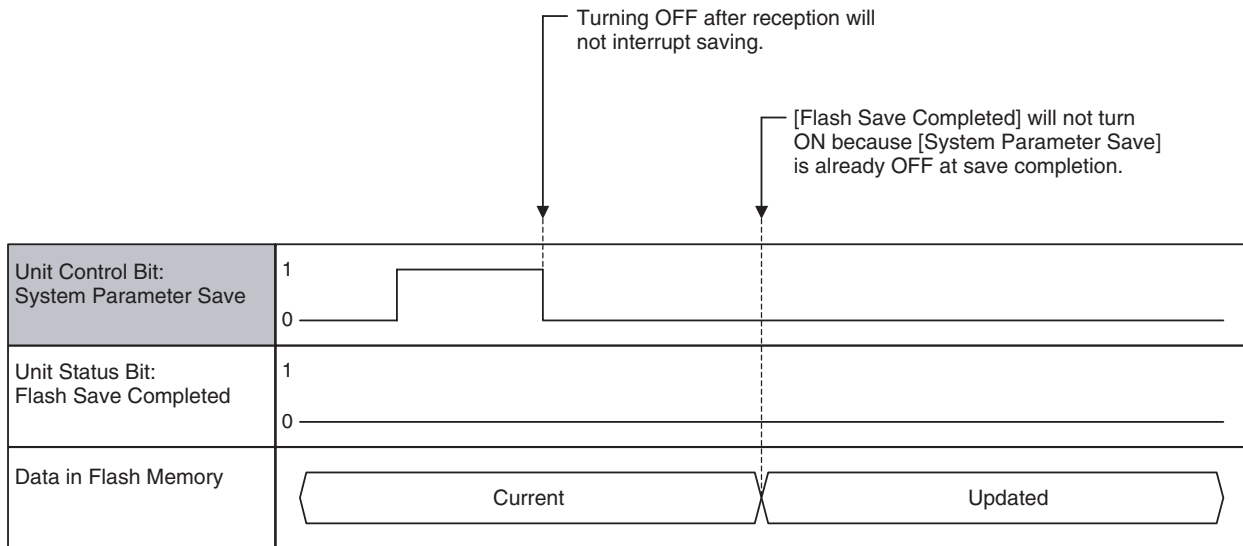 Turning OFF after reception will
not interrupt saving.
[Flash Save Completed] will not turn
ON because [System Parameter Save]
is already OFF at save completion.
Unit Control Bit:
System Parameter Save
1
0
Unit Status Bit:
Flash Save Completed
1
0
Data in Flash Memory
Current
Updated